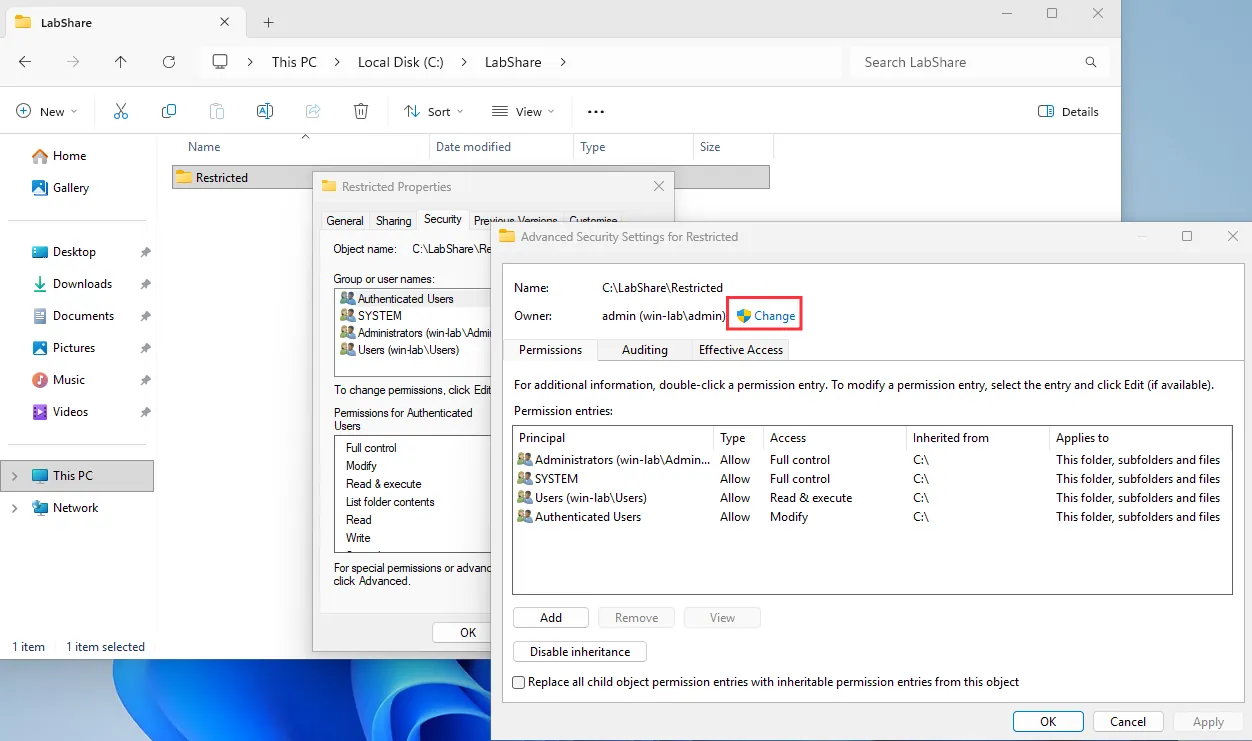 LabShare
This PC
Local Disk (C:)
LabShare
Search LabShare
New
Sort
View
Details
Home
Gallery
Desktop
Downloads
Documents
Pictures
Music
Videos
This PC
Network
Name
Date modified
Type
Size
Restricted
1 item
1 item selected
Restricted Properties
General
Sharing
Security
Previous Versions
Customise
Object name:
C:\LabShare\Re
Group or user names:
Authenticated Users
SYSTEM
Administrators (win-lab\Admi
Users (win-lab\Users)
To change permissions, click Edit
Permissions for Authenticated
Users
Full control
Modify
Read & execute
List folder contents
Read
Write
For special permissions or advanc
click Advanced.
OK
Advanced Security Settings for Restricted
Name:
C:\LabShare\Restricted
Owner:
admin (win-lab\admin)
Change
Permissions
Auditing
Effective Access
For additional information, double-click a permission entry. To modify a permission entry, select the entry and click Edit (if available).
Permission entries:
Principal Type Access Inherited from Applies to
Administrators (win-lab\Admin... Allow Full control C:\ This folder, subfolders and files
SYSTEM Allow Full control C:\ This folder, subfolders and files
Users (win-lab\Users) Allow Read & execute C:\ This folder, subfolders and files
Authenticated Users Allow Modify C:\ This folder, subfolders and files
Add
Remove
View
Disable inheritance
Replace all child object permission entries with inheritable permission entries from this object
OK
Cancel
Apply